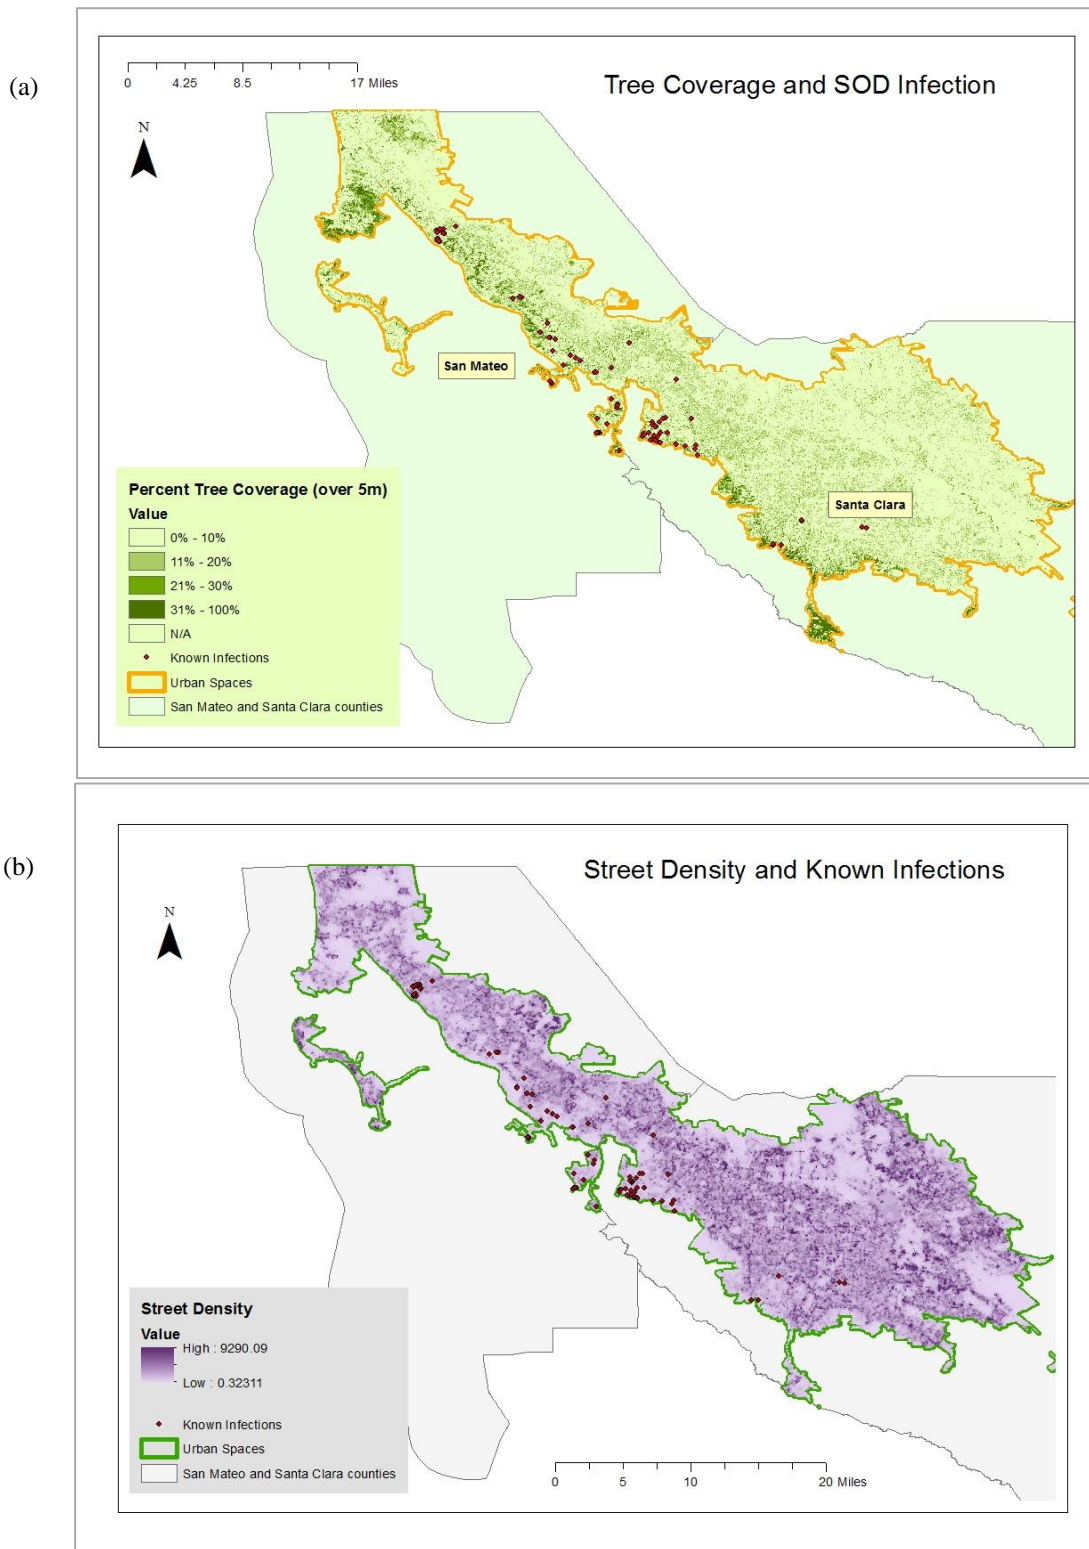 (a)
0 4.25 8.5 17 Miles
Tree Coverage and SOD Infection
N
San Mateo
Santa Clara
Percent Tree Coverage (over 5m)
Value
0% - 10%
11% - 20%
21% - 30%
31% - 100%
N/A
Known Infections
Urban Spaces
San Mateo and Santa Clara counties
(b)
Street Density and Known Infections
N
Street Density
Value
High : 9290.09
Low : 0.32311
Known Infections
Urban Spaces
San Mateo and Santa Clara counties
0 5 10 20 Miles